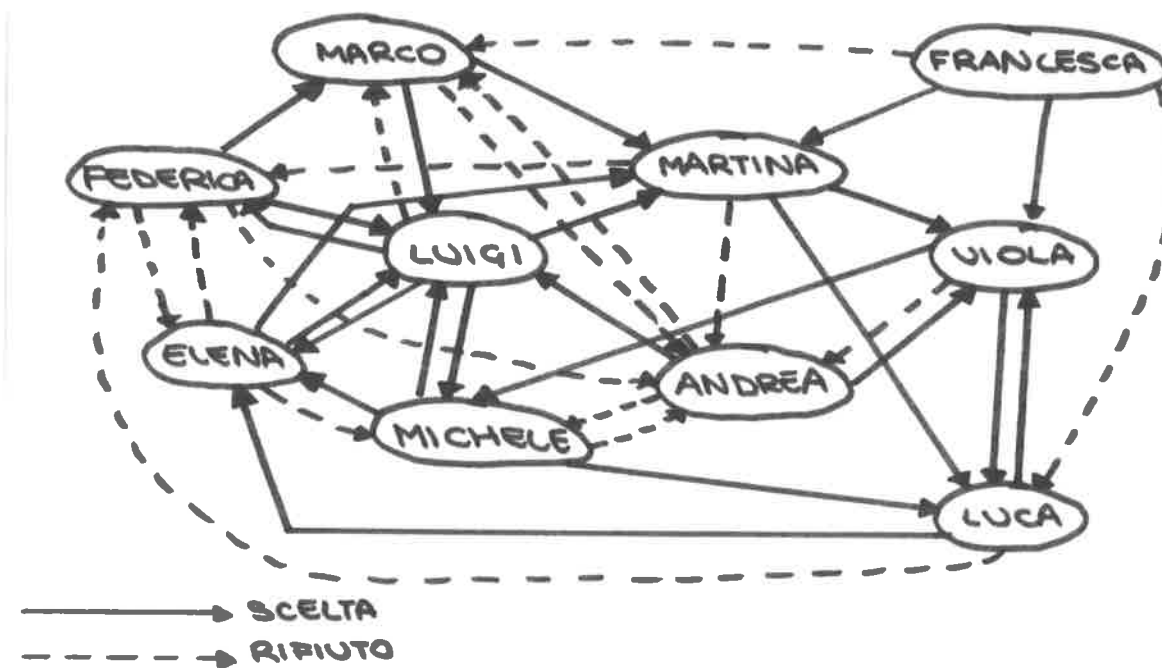 MARCO
FRANCESCA
FEDERICA
MARTINA
LUIGI
VIOLA
ELENA
ANDREA
MICHELE
LUCA
SCELTA
RIFIUTO